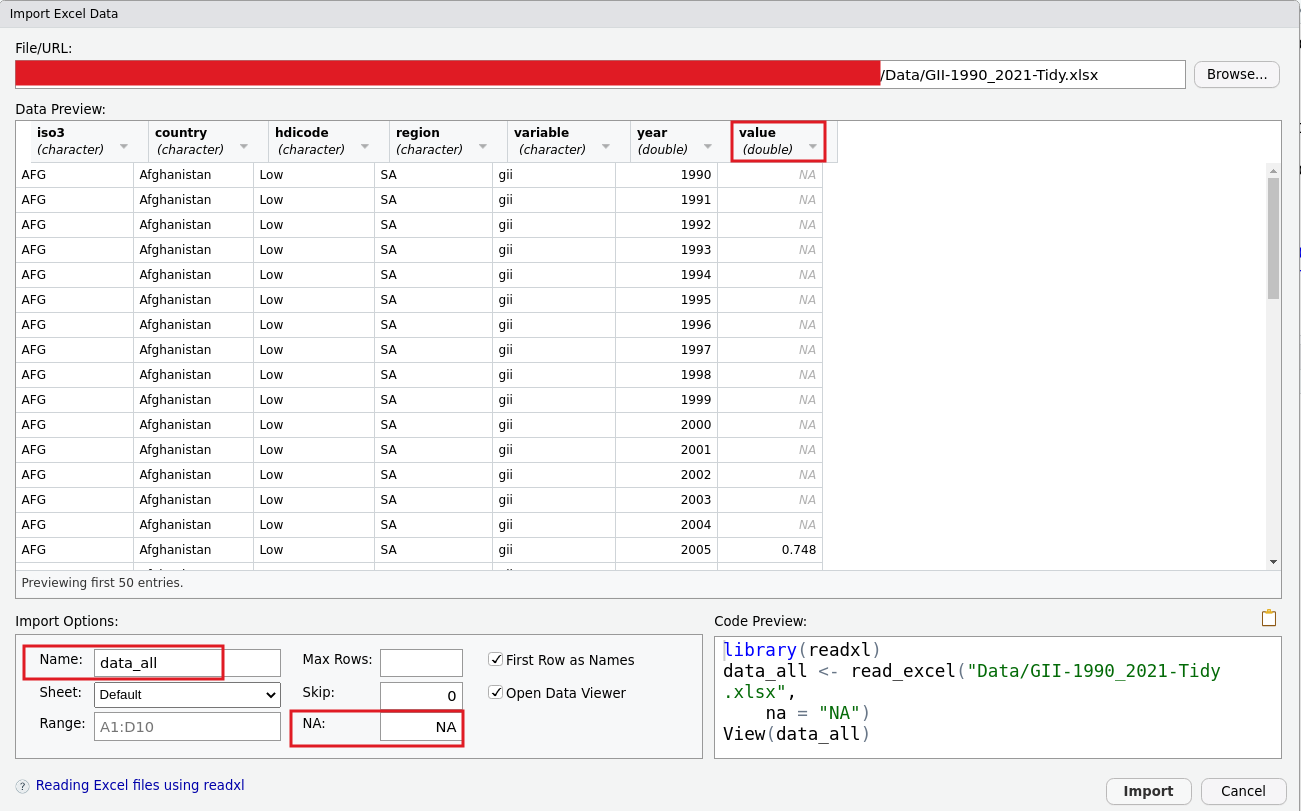 Import Excel Data
File/URL:
/Data/GII-1990_2021-Tidy.xlsx Browse...
Data Preview:
iso3 country hdicode region variable year value
(character) (character) (character) (character) (character) (double) (double)
AFG Afghanistan Low SA gii 1990 NA
AFG Afghanistan Low SA gii 1991 NA
AFG Afghanistan Low SA gii 1992 NA
AFG Afghanistan Low SA gii 1993 NA
AFG Afghanistan Low SA gii 1994 NA
AFG Afghanistan Low SA gii 1995 NA
AFG Afghanistan Low SA gii 1996 NA
AFG Afghanistan Low SA gii 1997 NA
AFG Afghanistan Low SA gii 1998 NA
AFG Afghanistan Low SA gii 1999 NA
AFG Afghanistan Low SA gii 2000 NA
AFG Afghanistan Low SA gii 2001 NA
AFG Afghanistan Low SA gii 2002 NA
AFG Afghanistan Low SA gii 2003 NA
AFG Afghanistan Low SA gii 2004 NA
AFG Afghanistan Low SA gii 2005 0.748
Previewing first 50 entries.
Import Options:
Name: data_all Max Rows: First Row as Names
Sheet: Default Skip: 0 Open Data Viewer
Range: A1:D10 NA: NA
Code Preview:
library(readxl)
data_all <- read_excel("Data/GII-1990_2021-Tidy
.xlsx",
    na = "NA")
View(data_all)
? Reading Excel files using readxl
Import Cancel